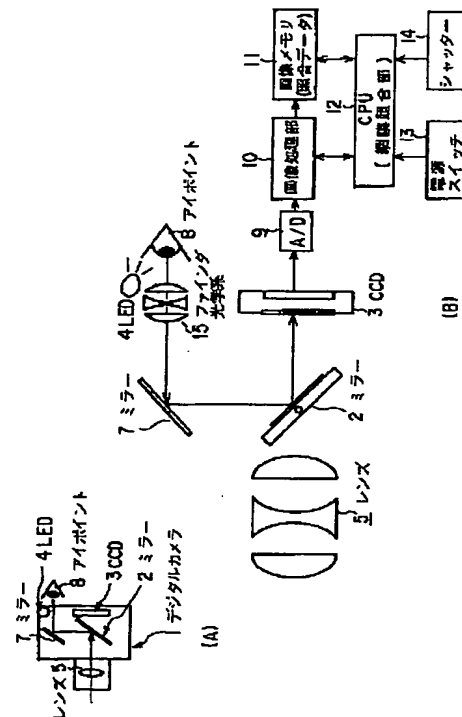 レンズ5
7 ミラー
4 LED
8 アイポイント
3 CCD
2 ミラー
デジタルカメラ
(A)
4 LED
8 アイポイント
15 ファインダ
光学系
7 ミラー
2 ミラー
5 レンズ
3 CCD
9
A/D
10
画像処理部
11
画像メモリ
(照合データ)
CPU
12
(網膜照合部)
13
電源
スイッチ
14
シャッター
(B)